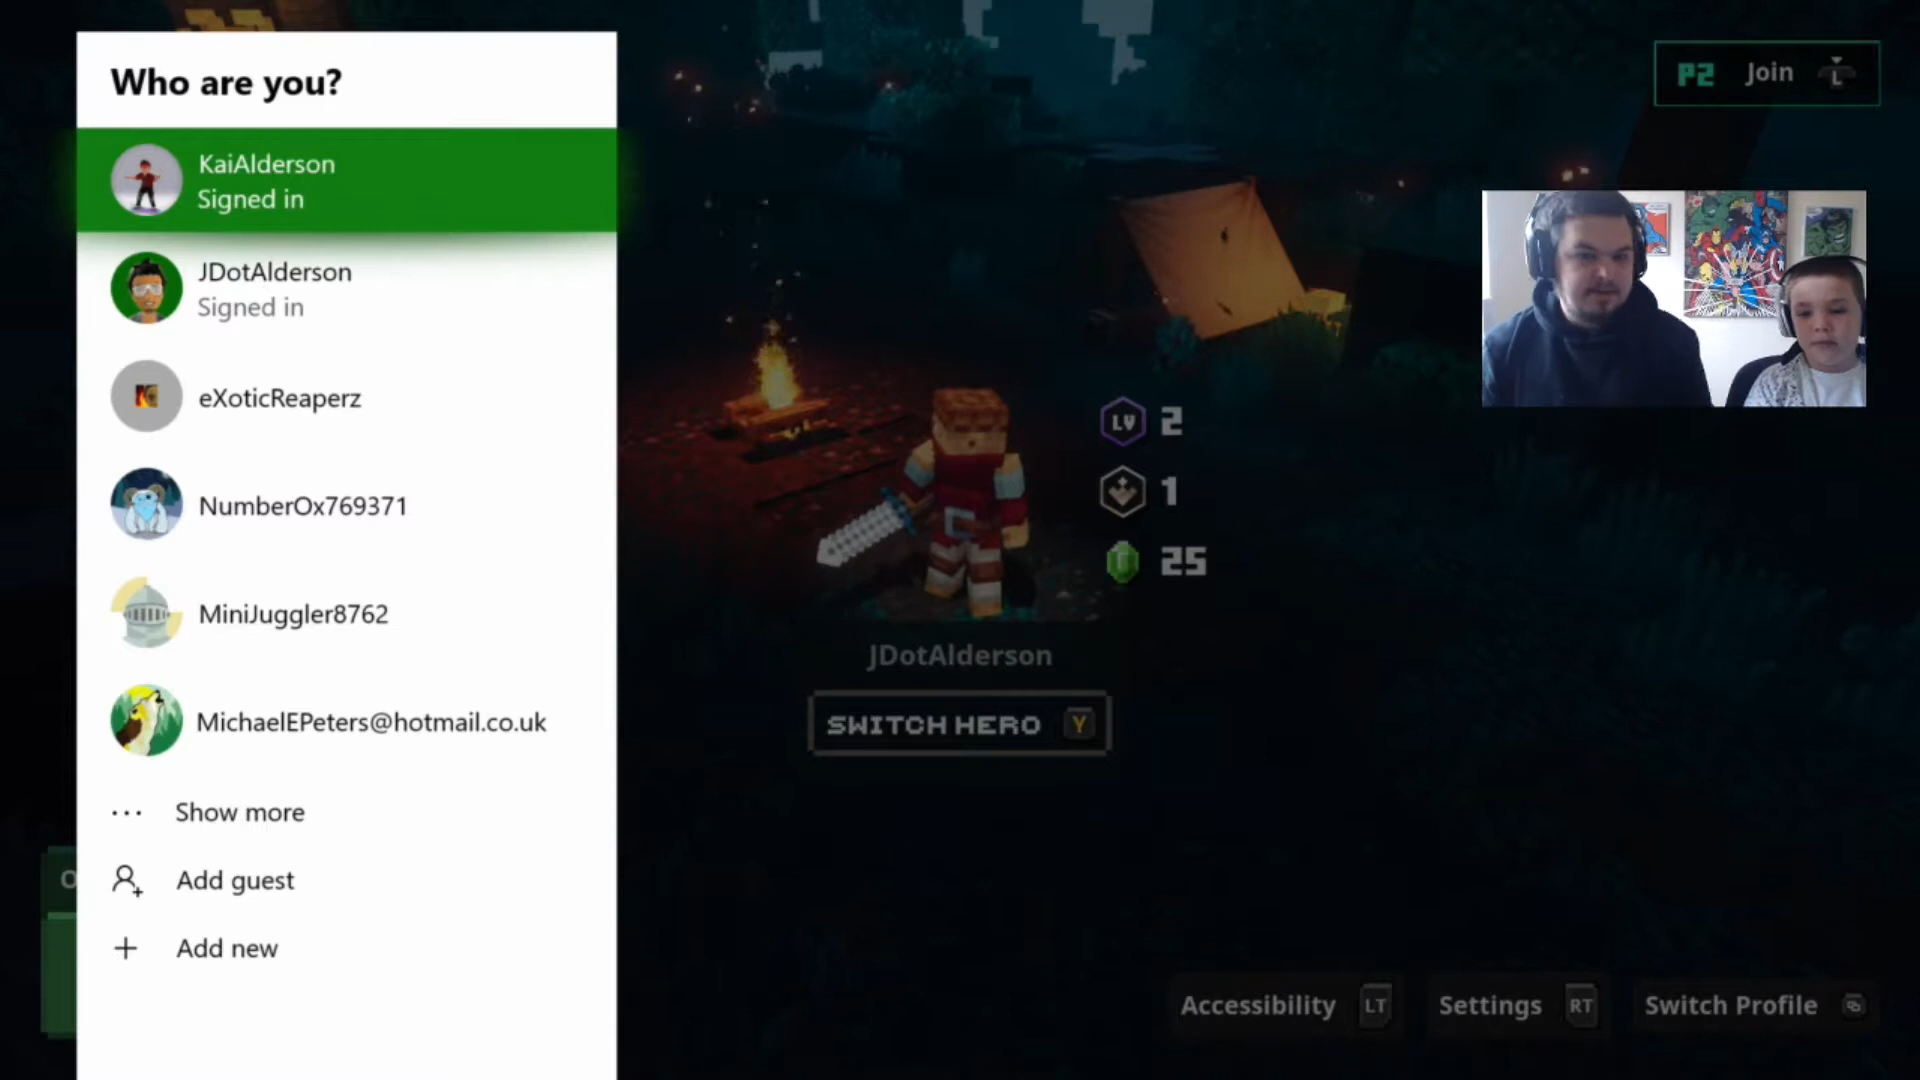 Who are you?
KaiAlderson
Signed in
JDotAlderson
Signed in
eXoticReaperz
NumberOx769371
MiniJuggler8762
MichaelEPeters@hotmail.co.uk
Show more
Add guest
Add new
P2 Join L
LV 2
1
25
JDotAlderson
SWITCH HERO Y
Accessibility LT
Settings RT
Switch Profile